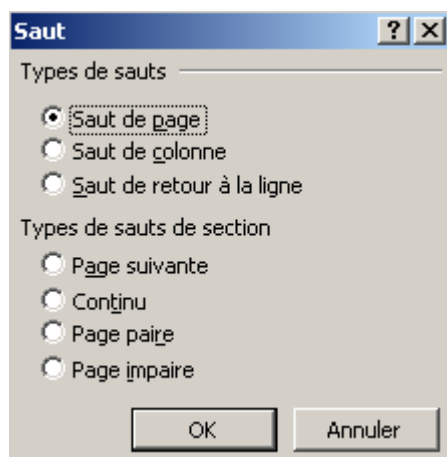 Saut
Types de sauts
Saut de page
Saut de colonne
Saut de retour à la ligne
Types de sauts de section
Page suivante
Continu
Page paire
Page impaire
OK Annuler